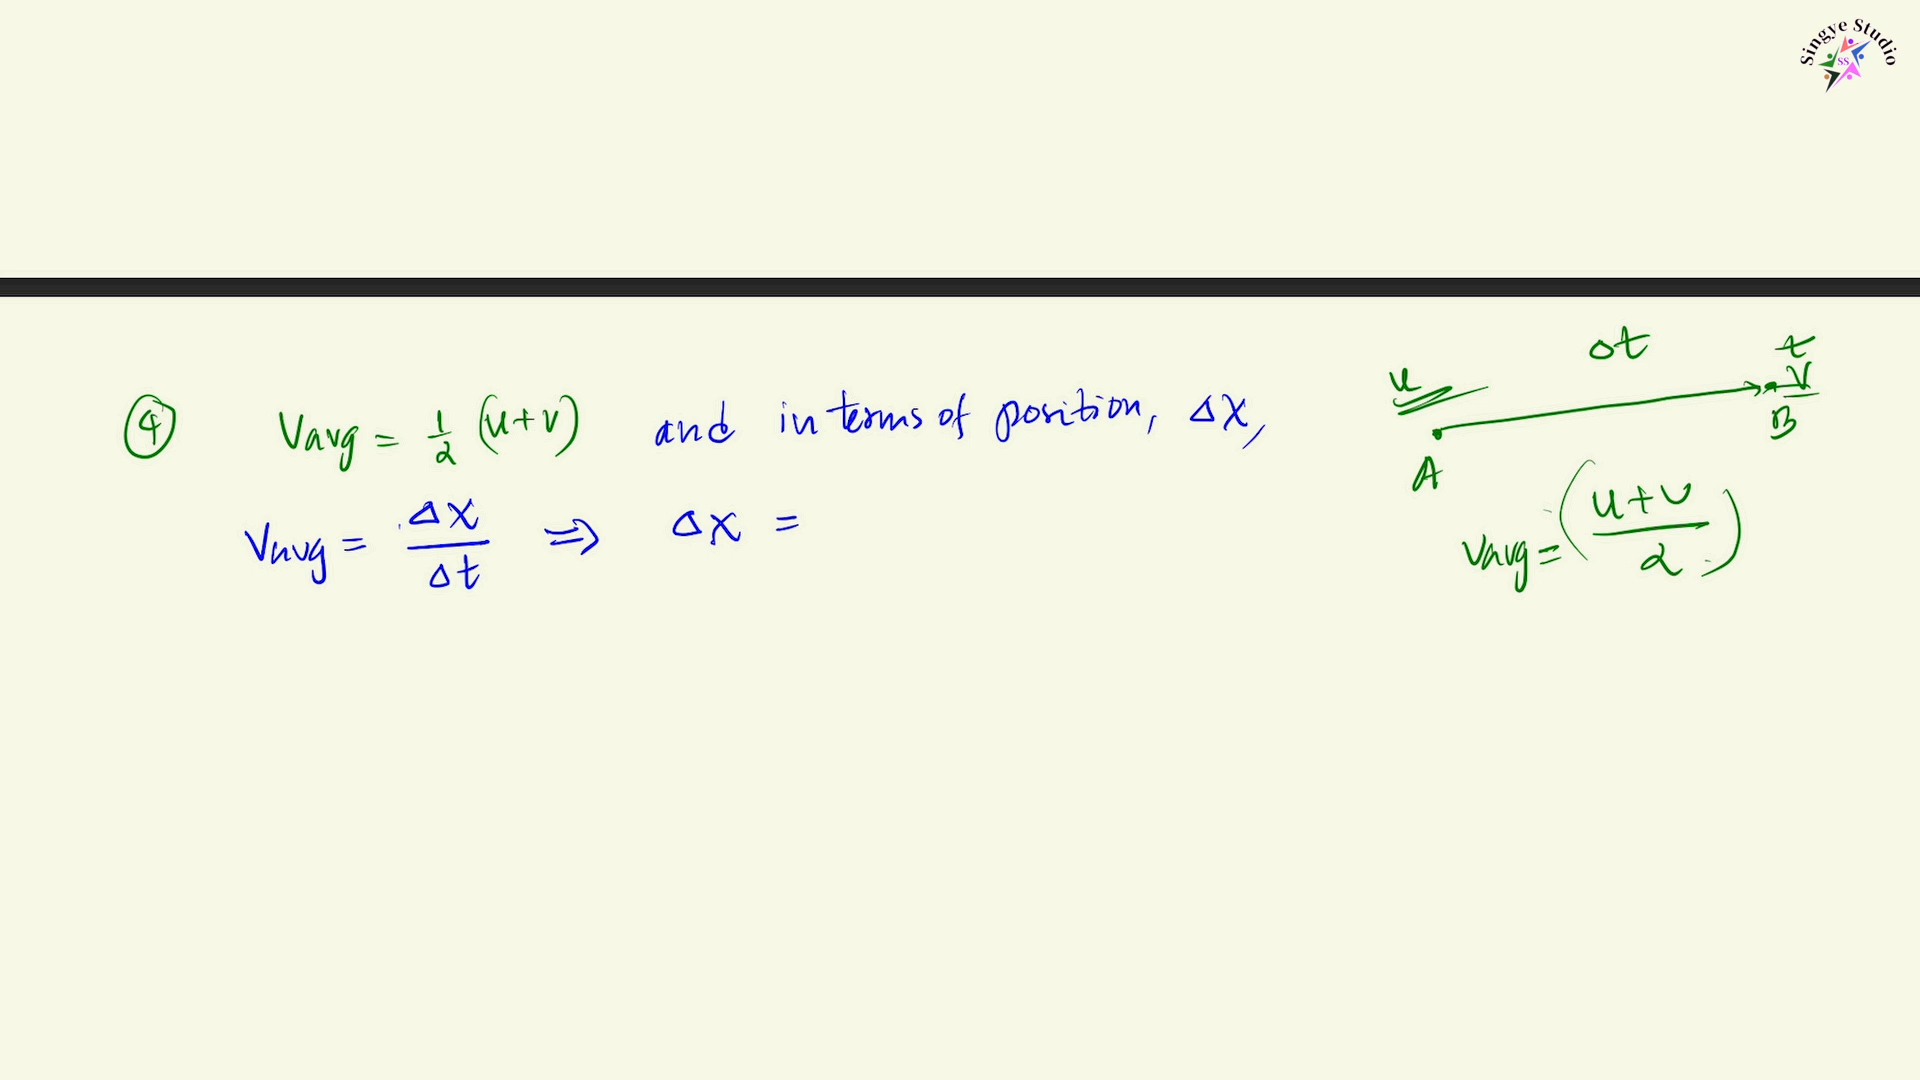 Singye Studio
SS
④ Vavg = 1/2 (u+v) and in terms of position, Δx,
Vavg = Δx/Δt ⇒ Δx =
Δt
t
u
V
A
B
Vavg = (u+v/2)